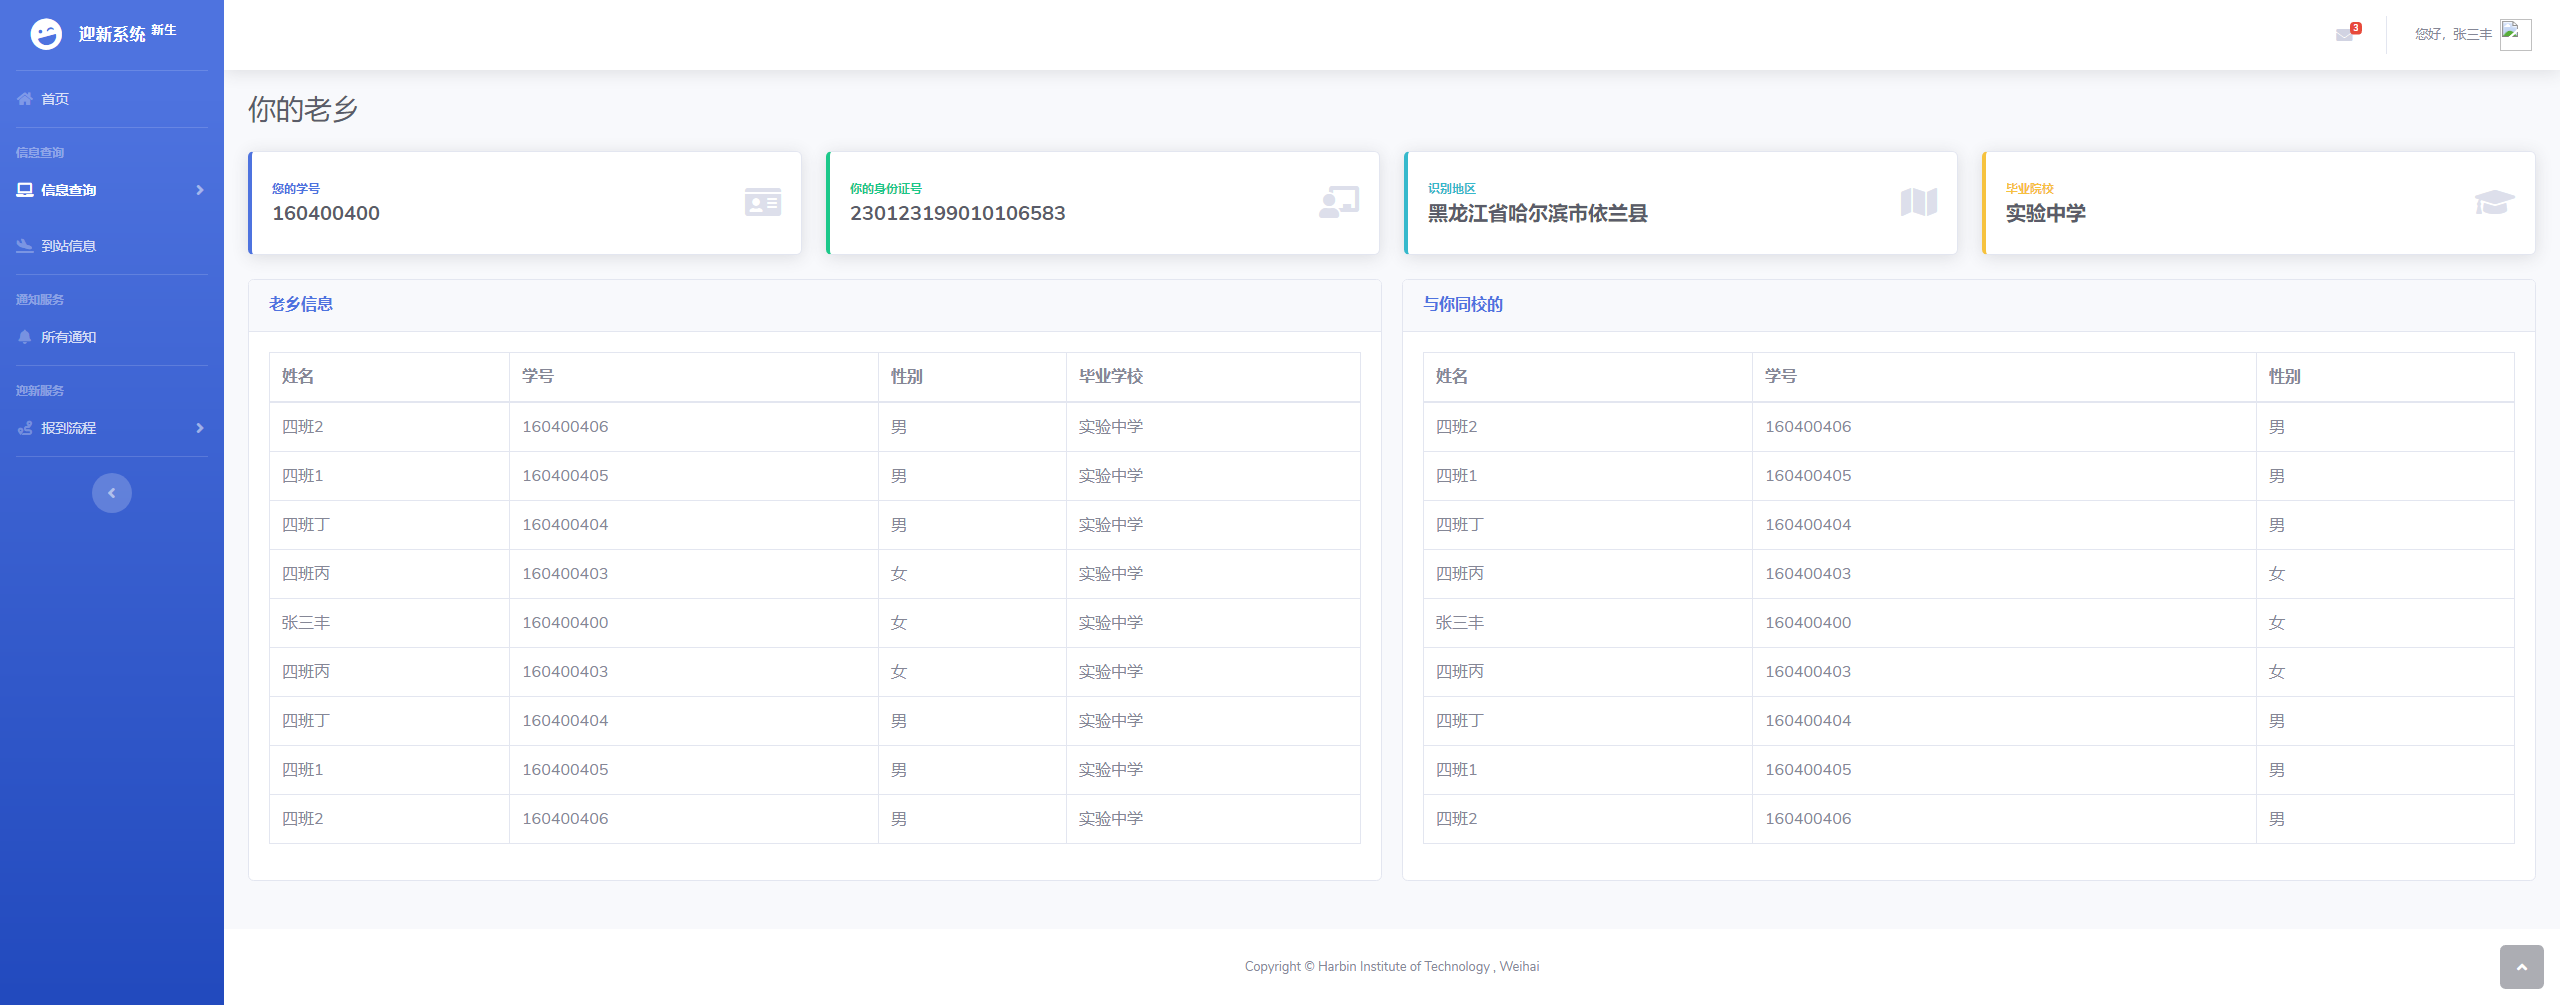 迎新系统 新生
首页
信息查询
信息查询
到站信息
通知服务
所有通知
迎新服务
报到流程
3
您好，张三丰
你的老乡
您的学号
160400400
你的身份证号
230123199010106583
识别地区
黑龙江省哈尔滨市依兰县
毕业院校
实验中学
老乡信息
姓名 学号 性别 毕业学校
四班2 160400406 男 实验中学
四班1 160400405 男 实验中学
四班丁 160400404 男 实验中学
四班丙 160400403 女 实验中学
张三丰 160400400 女 实验中学
四班丙 160400403 女 实验中学
四班丁 160400404 男 实验中学
四班1 160400405 男 实验中学
四班2 160400406 男 实验中学
与你同校的
姓名 学号 性别
四班2 160400406 男
四班1 160400405 男
四班丁 160400404 男
四班丙 160400403 女
张三丰 160400400 女
四班丙 160400403 女
四班丁 160400404 男
四班1 160400405 男
四班2 160400406 男
Copyright © Harbin Institute of Technology , Weihai